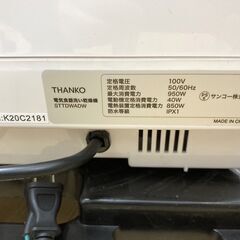 THANKO
電気食器洗い乾燥機
STTDWADW
定格電圧 100V
定格周波数 50/60Hz
最大消費電力 950W
電動機定格消費電力 40W
電熱装置定格消費電力 850W
防水等級 IPX1
サンコー株式会
MADE IN C
:K20C2181